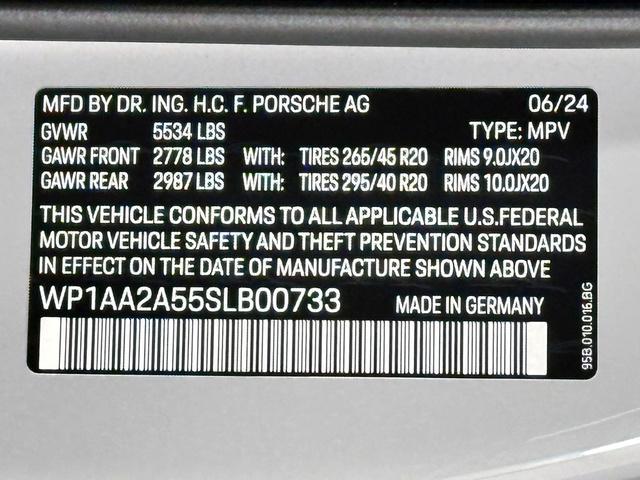 MFD BY DR. ING. H.C. F. PORSCHE AG 06/24
GVWR 5534 LBS TYPE: MPV
GAWR FRONT 2778 LBS WITH: TIRES 265/45 R20 RIMS 9.0JX20
GAWR REAR 2987 LBS WITH: TIRES 295/40 R20 RIMS 10.0JX20
THIS VEHICLE CONFORMS TO ALL APPLICABLE U.S.FEDERAL
MOTOR VEHICLE SAFETY AND THEFT PREVENTION STANDARDS
IN EFFECT ON THE DATE OF MANUFACTURE SHOWN ABOVE
WP1AA2A55SLB00733 MADE IN GERMANY
95B.010.016.BG